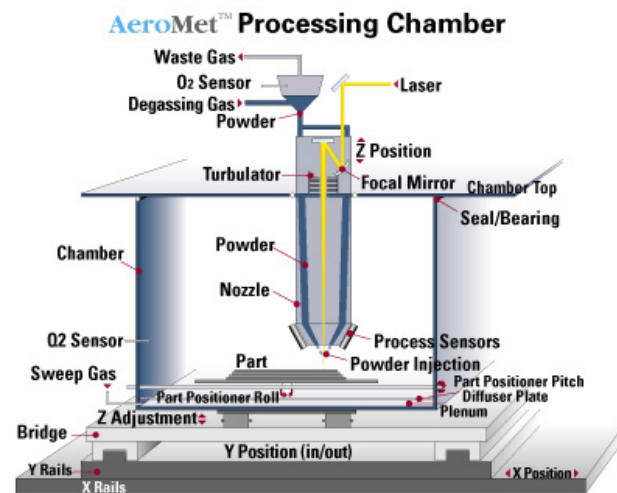 AeroMet™ Processing Chamber
Waste Gas
O2 Sensor
Laser
Degassing Gas
Powder
Z Position
Turbulator
Focal Mirror
Chamber Top
Seal/Bearing
Chamber
Powder
Nozzle
O2 Sensor
Process Sensors
Part
Powder Injection
Sweep Gas
Part Positioner Pitch
Part Positioner Roll
Diffuser Plate
Plenum
Z Adjustment
Bridge
Y Position (in/out)
Y Rails
X Position
X Rails